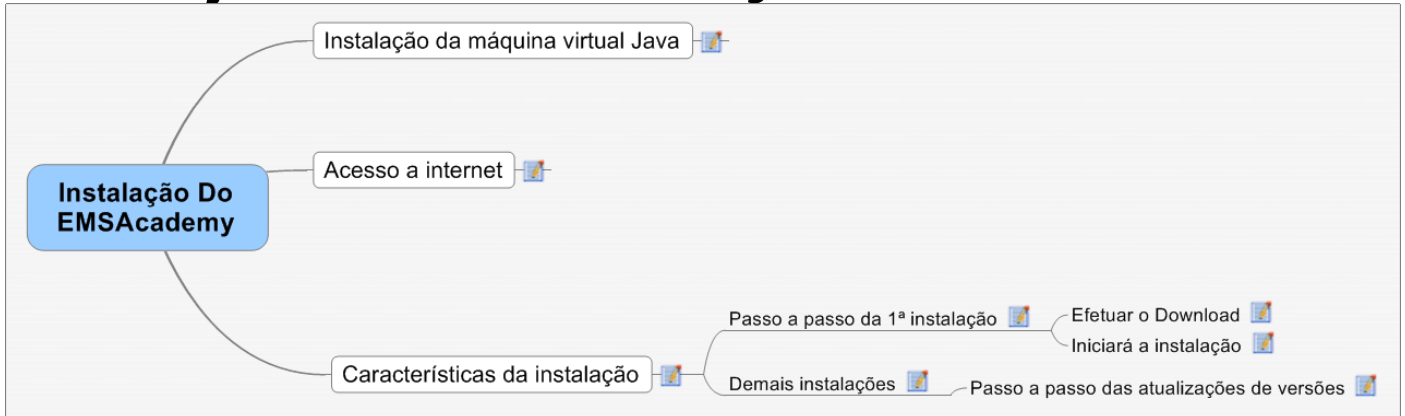 Instalação da máquina virtual Java
Acesso a internet
Instalação Do
EMSAcademy
Passo a passo da 1ª instalação
Efetuar o Download
Iniciará a instalação
Características da instalação
Demais instalações
Passo a passo das atualizações de versões